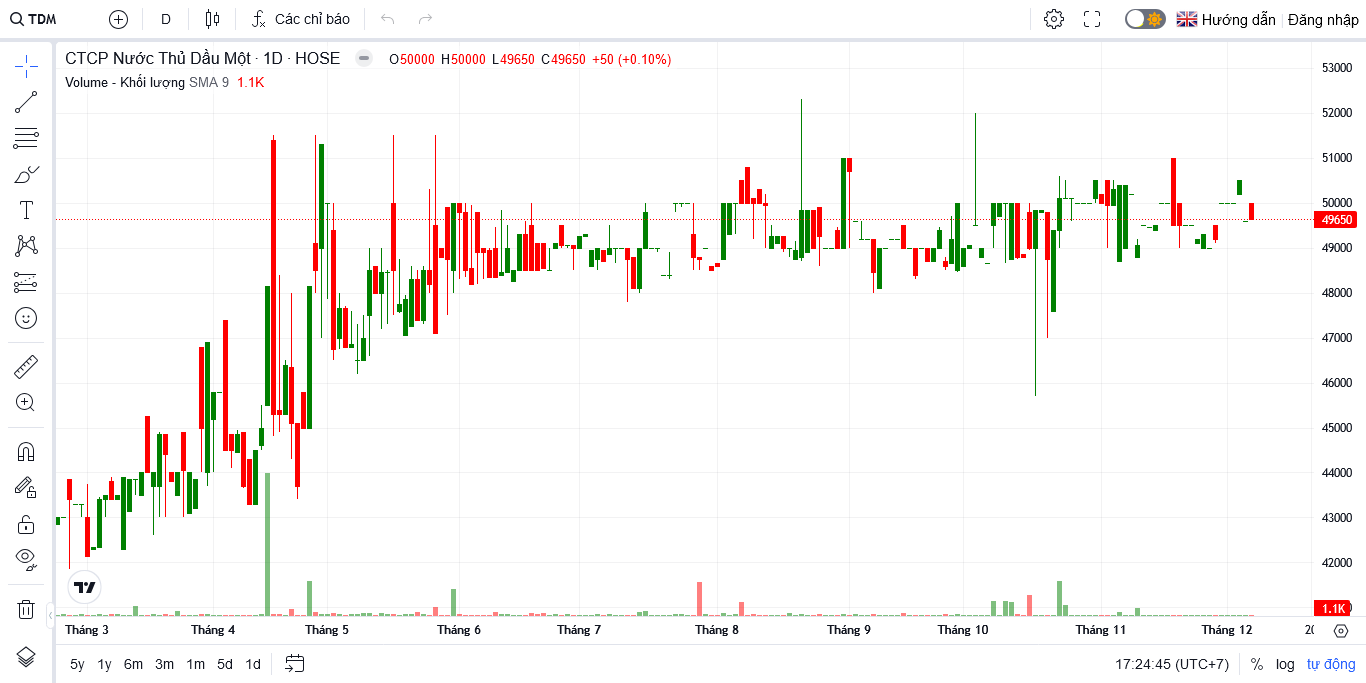 TDM D Các chỉ báo Hướng dẫn Đăng nhập
CTCP Nước Thủ Dầu Một · 1D · HOSE O50000 H50000 L49650 C49650 +50 (+0.10%)
Volume - Khối lượng SMA 9 1.1K
53000
52000
51000
50000
49650
49000
48000
47000
46000
45000
44000
43000
42000
1.1K
Tháng 3 Tháng 4 Tháng 5 Tháng 6 Tháng 7 Tháng 8 Tháng 9 Tháng 10 Tháng 11 Tháng 12
5y 1y 6m 3m 1m 5d 1d 17:24:45 (UTC+7) % log tự động